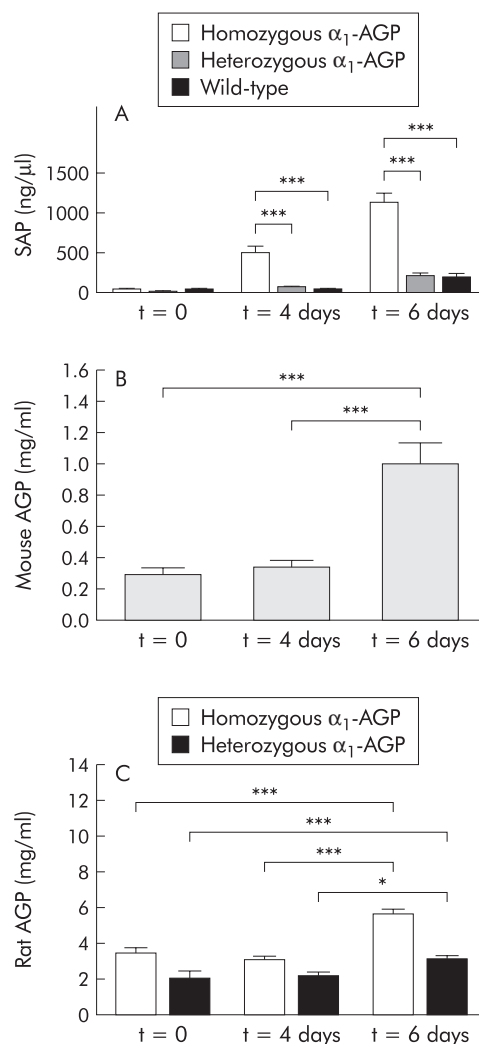 Homozygous α1-AGP
Heterozygous α1-AGP
Wild-type
A
SAP (ng/µl)
1500
1000
500
0
***
***
***
***
t = 0
t = 4 days
t = 6 days
B
Mouse AGP (mg/ml)
1.6
1.4
1.2
1.0
0.8
0.6
0.4
0.2
0.0
***
***
t = 0
t = 4 days
t = 6 days
Homozygous α1-AGP
Heterozygous α1-AGP
C
Rat AGP (mg/ml)
14
12
10
8
6
4
2
0
***
***
***
*
t = 0
t = 4 days
t = 6 days